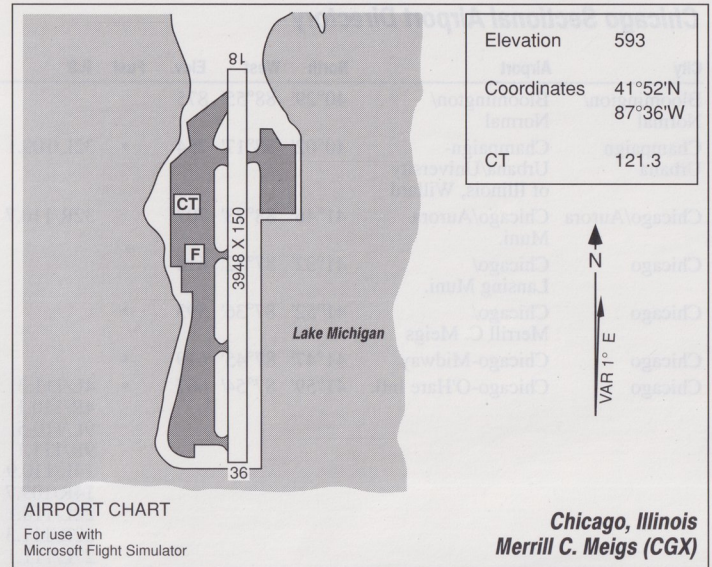 18
CT
F
3948 X 150
36
Lake Michigan
Elevation 593
Coordinates 41°52'N
87°36'W
CT 121.3
N
VAR 1° E
AIRPORT CHART
For use with
Microsoft Flight Simulator
Chicago, Illinois
Merrill C. Meigs (CGX)